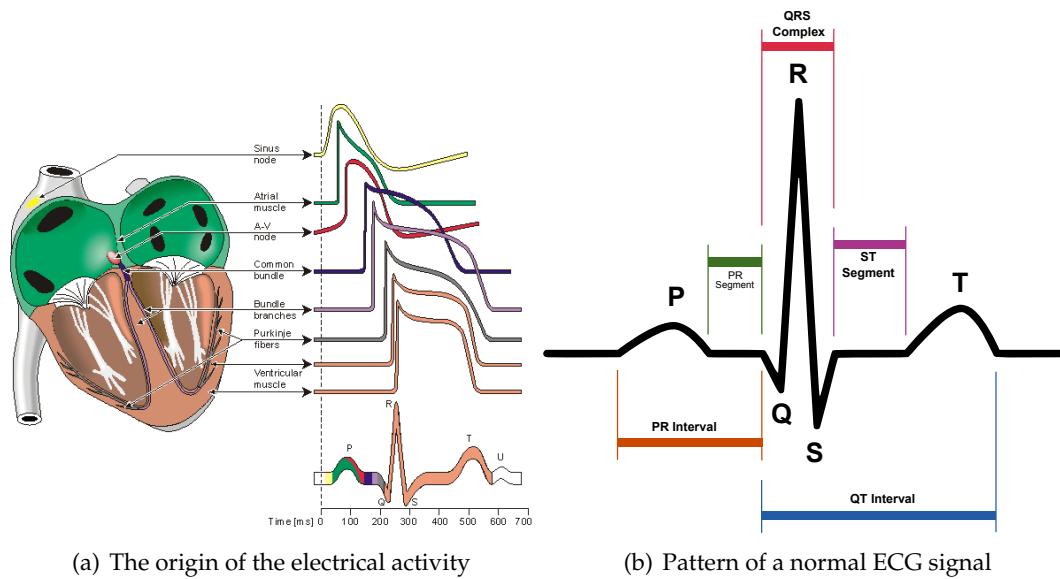 Sinus
node
Atrial
muscle
A-V
node
Common
bundle
Bundle
branches
Purkinje
fibers
Ventricular
muscle
P
R
Q
S
T
U
Time [ms]
0 100 200 300 400 500 600 700
(a) The origin of the electrical activity
QRS
Complex
R
P
PR
Segment
ST
Segment
T
Q
S
PR Interval
QT Interval
(b) Pattern of a normal ECG signal